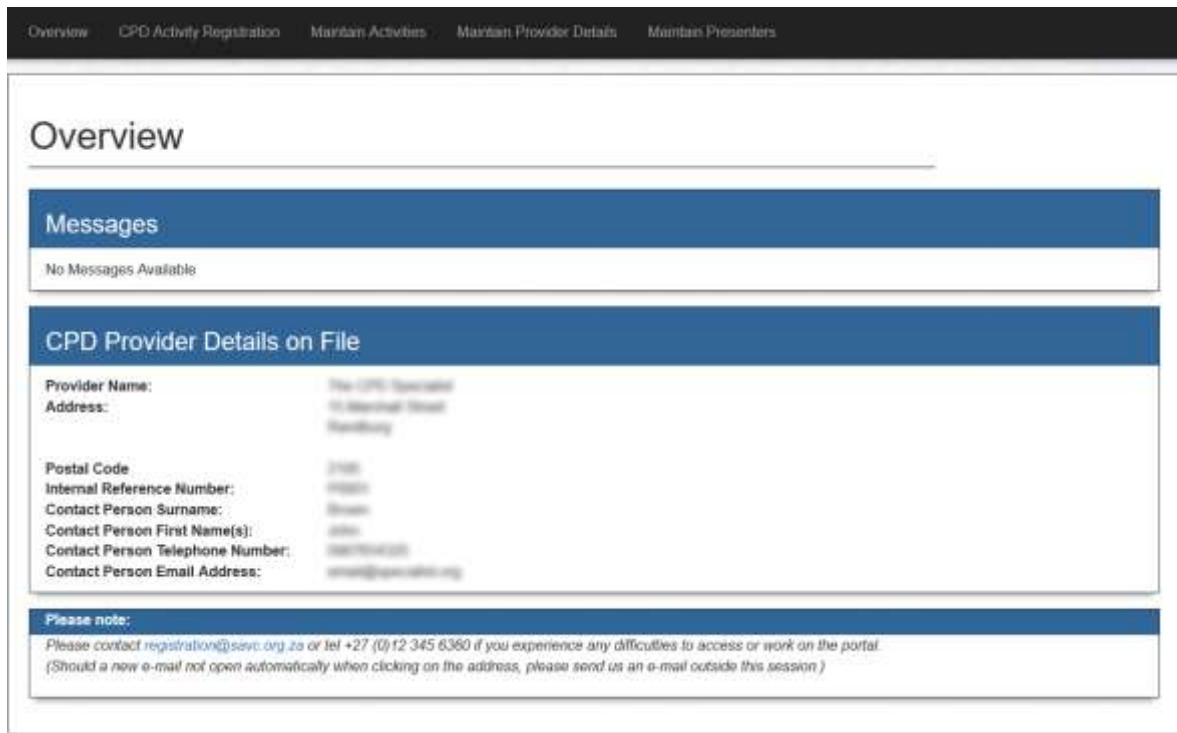 Overview CPD Activity Registration Maintain Activities Maintain Provider Details Maintain Presenters
Overview
Messages
No Messages Available
CPD Provider Details on File
Provider Name:
Address:
Postal Code
Internal Reference Number:
Contact Person Surname:
Contact Person First Name(s):
Contact Person Telephone Number:
Contact Person Email Address:
Please note:
Please contact registration@savc.org.za or tel +27 (0)12 345 6360 if you experience any difficulties to access or work on the portal.
(Should a new e-mail not open automatically when clicking on the address, please send us an e-mail outside this session )